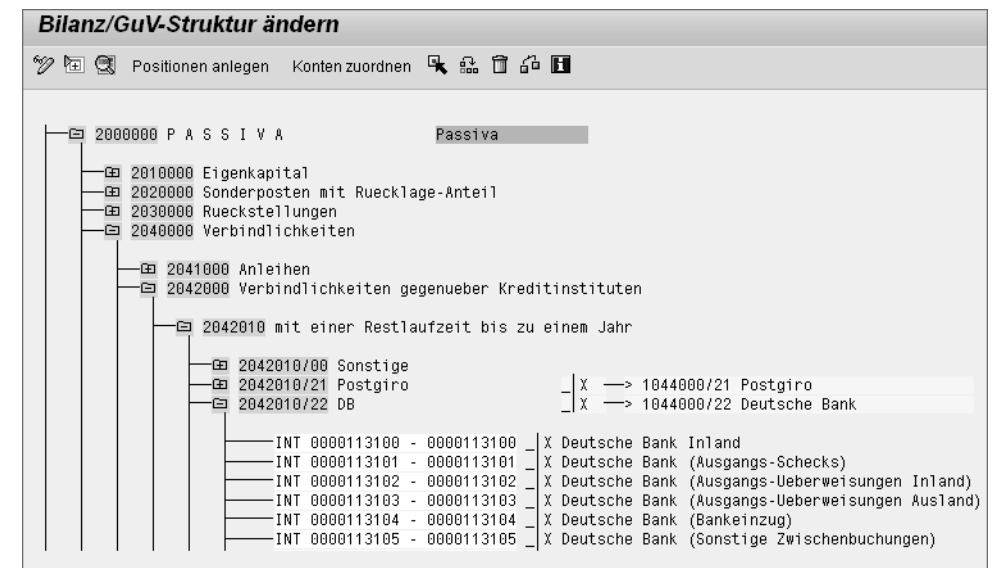 Bilanz/GuV-Struktur ändern
Positionen anlegen Konten zuordnen
2000000 P A S S I V A Passiva
2010000 Eigenkapital
2020000 Sonderposten mit Ruecklage-Anteil
2030000 Rueckstellungen
2040000 Verbindlichkeiten
2041000 Anleihen
2042000 Verbindlichkeiten gegenueber Kreditinstituten
2042010 mit einer Restlaufzeit bis zu einem Jahr
2042010/00 Sonstige
2042010/21 Postgiro _ X --> 1044000/21 Postgiro
2042010/22 DB _ X --> 1044000/22 Deutsche Bank
INT 0000113100 - 0000113100 _ X Deutsche Bank Inland
INT 0000113101 - 0000113101 _ X Deutsche Bank (Ausgangs-Schecks)
INT 0000113102 - 0000113102 _ X Deutsche Bank (Ausgangs-Ueberweisungen Inland)
INT 0000113103 - 0000113103 _ X Deutsche Bank (Ausgangs-Ueberweisungen Ausland)
INT 0000113104 - 0000113104 _ X Deutsche Bank (Bankeinzug)
INT 0000113105 - 0000113105 _ X Deutsche Bank (Sonstige Zwischenbuchungen)